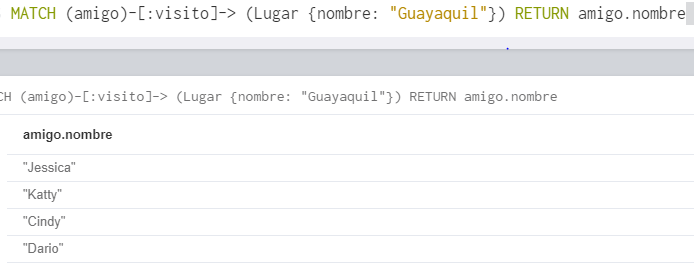 MATCH (amigo)-[:visito]-> (Lugar {nombre: "Guayaquil"}) RETURN amigo.nombre
CH (amigo)-[:visito]-> (Lugar {nombre: "Guayaquil"}) RETURN amigo.nombre
amigo.nombre
"Jessica"
"Katty"
"Cindy"
"Dario"